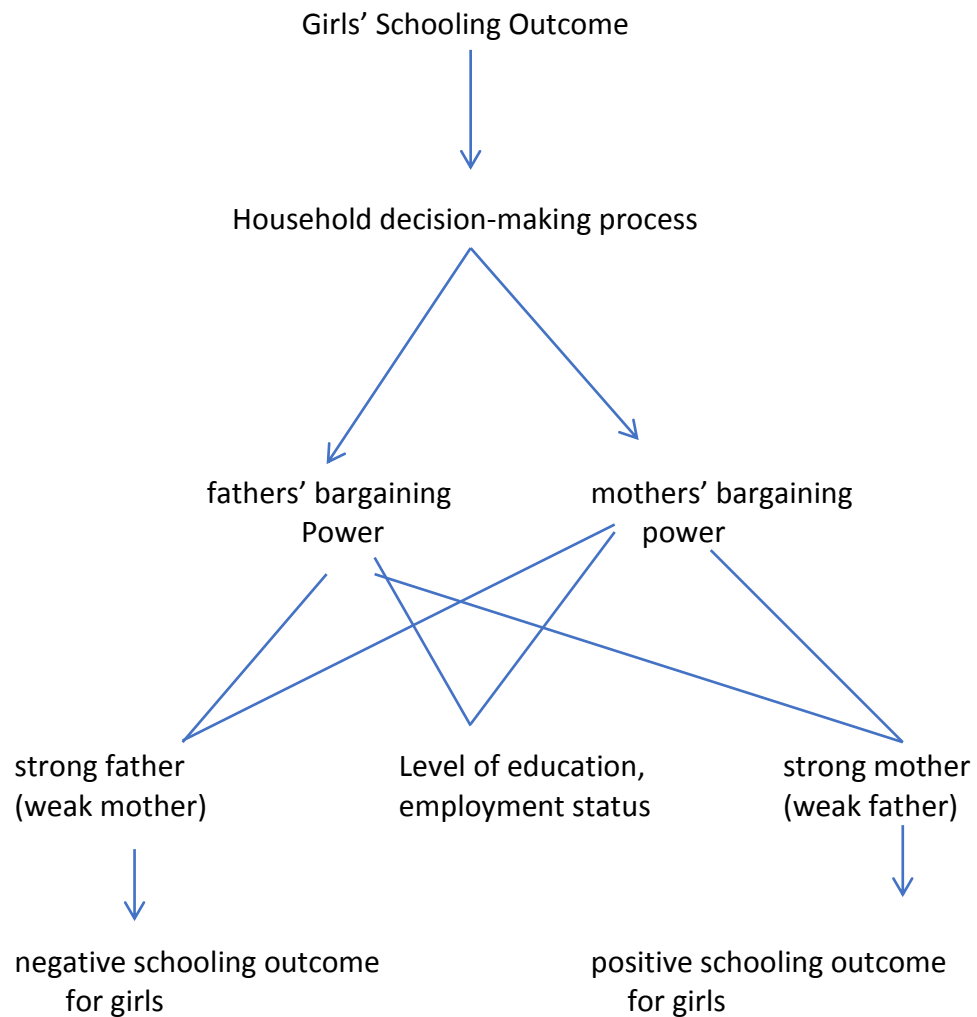 Girls’ Schooling Outcome
Household decision-making process
fathers’ bargaining
Power
mothers’ bargaining
power
strong father
(weak mother)
Level of education,
employment status
strong mother
(weak father)
negative schooling outcome
for girls
positive schooling outcome
for girls